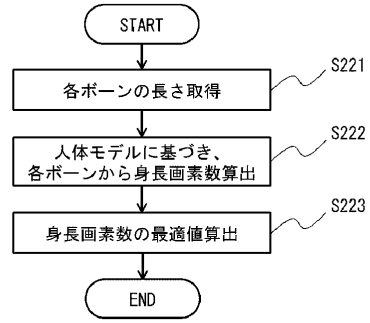 START
各ボーンの長さ取得
S221
人体モデルに基づき、
各ボーンから身長画素数算出
S222
身長画素数の最適値算出
S223
END